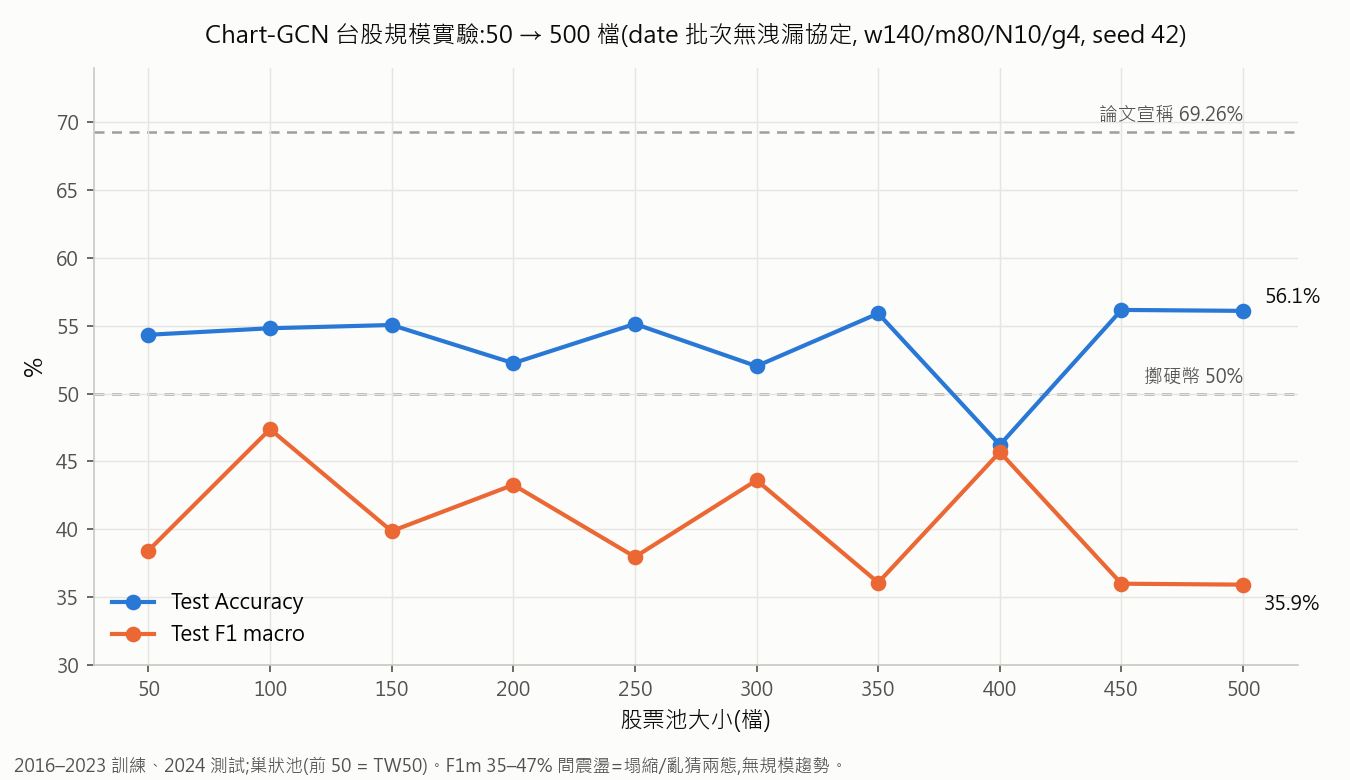 Chart-GCN 台股規模實驗:50 → 500 檔(date 批次無洩漏協定, w140/m80/N10/g4, seed 42)
論文宣稱 69.26%
擲硬幣 50%
56.1%
35.9%
%
70
65
60
55
50
45
40
35
30
Test Accuracy
Test F1 macro
50 100 150 200 250 300 350 400 450 500
股票池大小(檔)
2016–2023 訓練、2024 測試;巢狀池(前 50 = TW50)。F1m 35–47% 間震盪=塌縮/亂猜兩態,無規模趨勢。